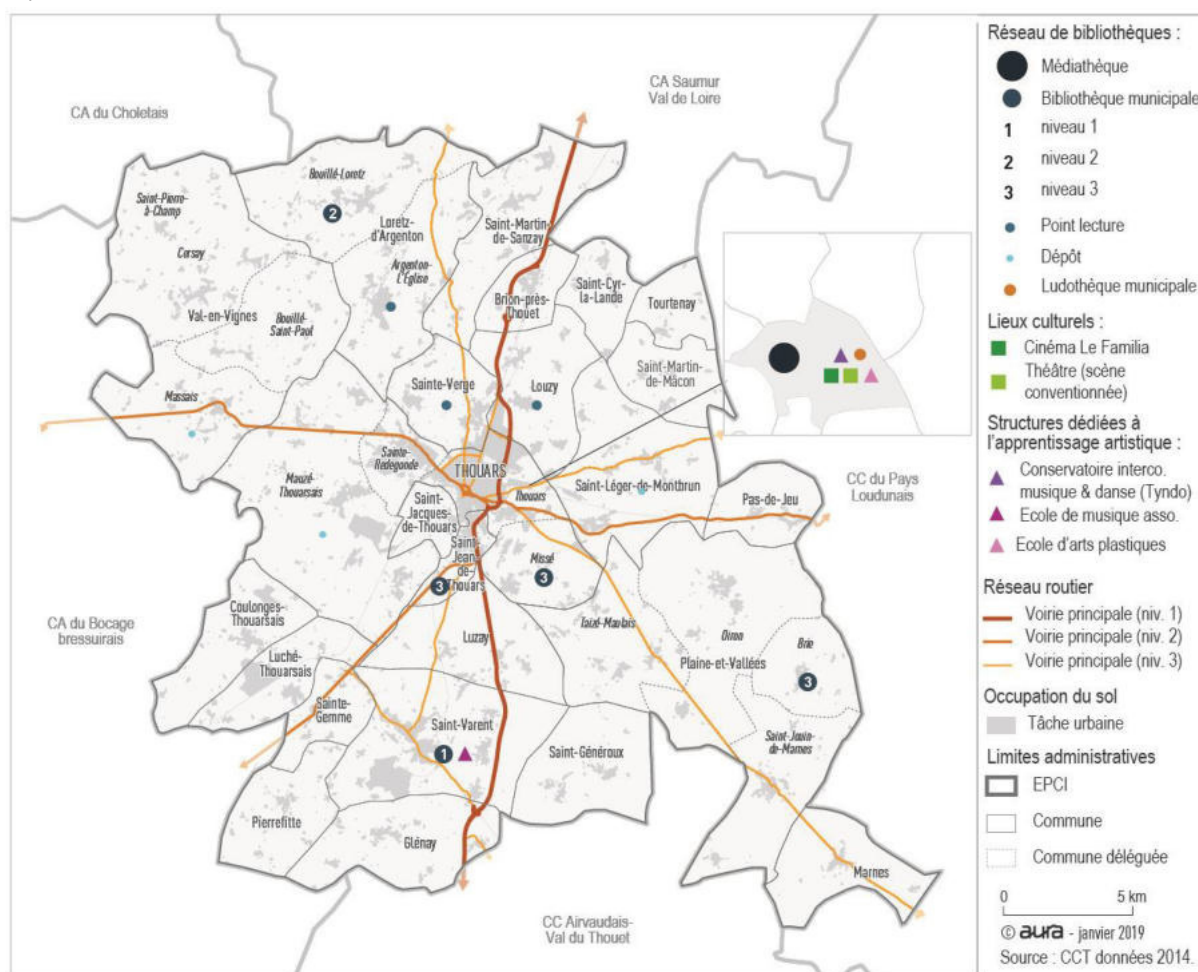 CA du Choletais
CA Saumur
Val de Loire
Bouillé-Loretz
Saint-Pierre-
à-Champ
2
Cersay
Loretz-
d'Argenton
Saint-Martin-
de-Sanzay
Argenton-
L'Église
Saint-Cyr-
la-Lande
Brion-près-
Thouet
Tourtenay
Val-en-Vignes
Bouillé-
Saint-Paul
Saint-Martin-
de-Mâcon
Sainte-Verge
Louzy
Massais
Sainte-
Radegonde
THOUARS
Mauzé-
Thouarsais
Thouars
Saint-Léger-de-Montbrun
Pas-de-Jeu
CC du Pays
Loudunais
Saint-
Jacques-
de-Thouars
Saint-
Jean-
de-
Thouars
Missé
3
3
CA du Bocage
bressuirais
Coulonges-
Thouarsais
Luzay
Taizé-Maulais
Oiron
Brie
Plaine-et-Vallées
3
Luché-
Thouarsais
Sainte-
Gemme
Saint-Varent
1
Saint-Généroux
Saint-Jouin-
de-Marnes
Pierrefitte
Glénay
Marnes
CC Airvaudais-
Val du Thouet
Réseau de bibliothèques :
Médiathèque
Bibliothèque municipale
1 niveau 1
2 niveau 2
3 niveau 3
Point lecture
Dépôt
Ludothèque municipale
Lieux culturels :
Cinéma Le Familia
Théâtre (scène
conventionnée)
Structures dédiées à
l'apprentissage artistique :
Conservatoire interco.
musique & danse (Tyndo)
Ecole de musique asso.
Ecole d'arts plastiques
Réseau routier
Voirie principale (niv. 1)
Voirie principale (niv. 2)
Voirie principale (niv. 3)
Occupation du sol
Tâche urbaine
Limites administratives
EPCI
Commune
Commune déléguée
0 5 km
© aura - janvier 2019
Source : CCT données 2014.